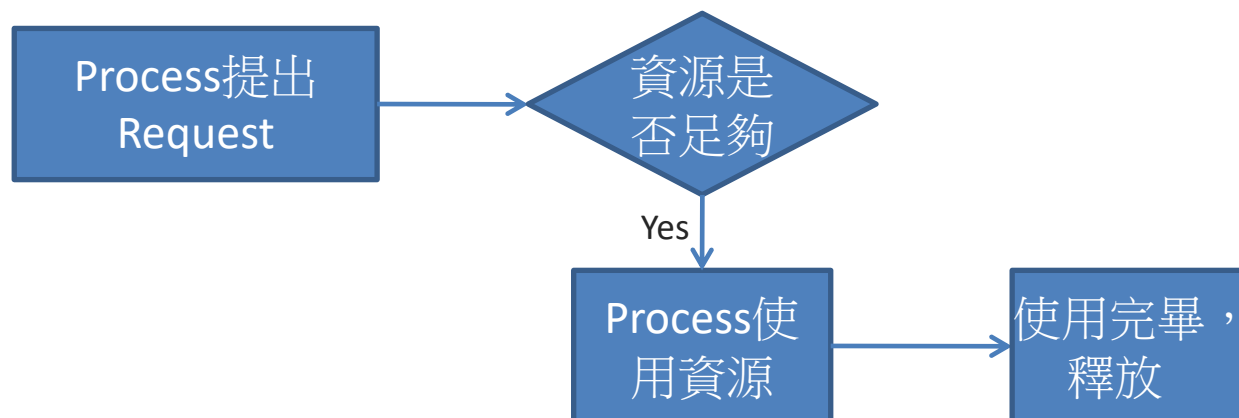 Process提出
Request
資源是
否足夠
Yes
Process使
用資源
使用完畢，
釋放